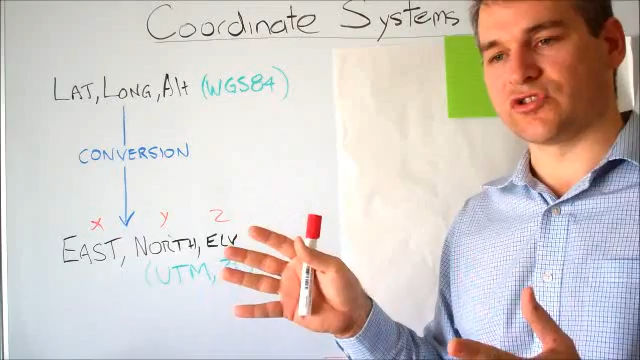 Coordinate Systems
LAT, LONG, Alt (WGS84)
CONVERSION
x y z
EAST, NORTH, ELV
(UTM,